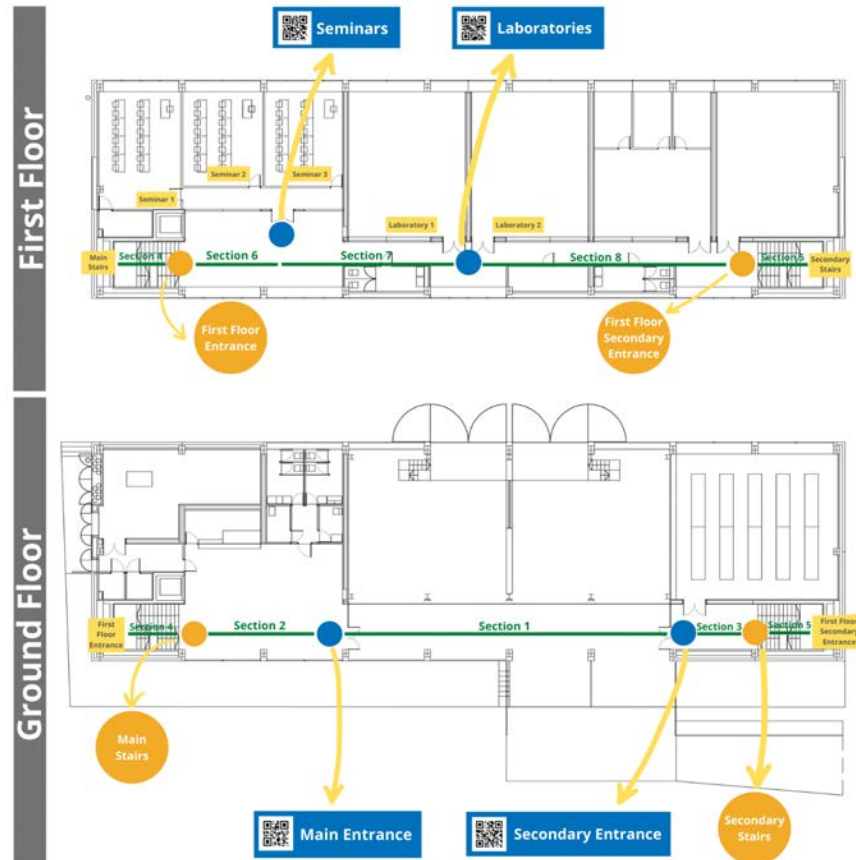 First Floor
Seminars
Laboratories
Seminar 1
Seminar 2
Seminar 3
Laboratory 1
Laboratory 2
Main
Stairs
Section 4
Section 6
Section 7
Section 8
Section 5
Secondary
Stairs
First Floor
Entrance
First Floor
Secondary
Entrance
Ground Floor
First
Floor
Entrance
Section 4
Section 2
Section 1
Section 3
Section 5
First Floor
Secondary
Entrance
Main
Stairs
Main Entrance
Secondary Entrance
Secondary
Stairs